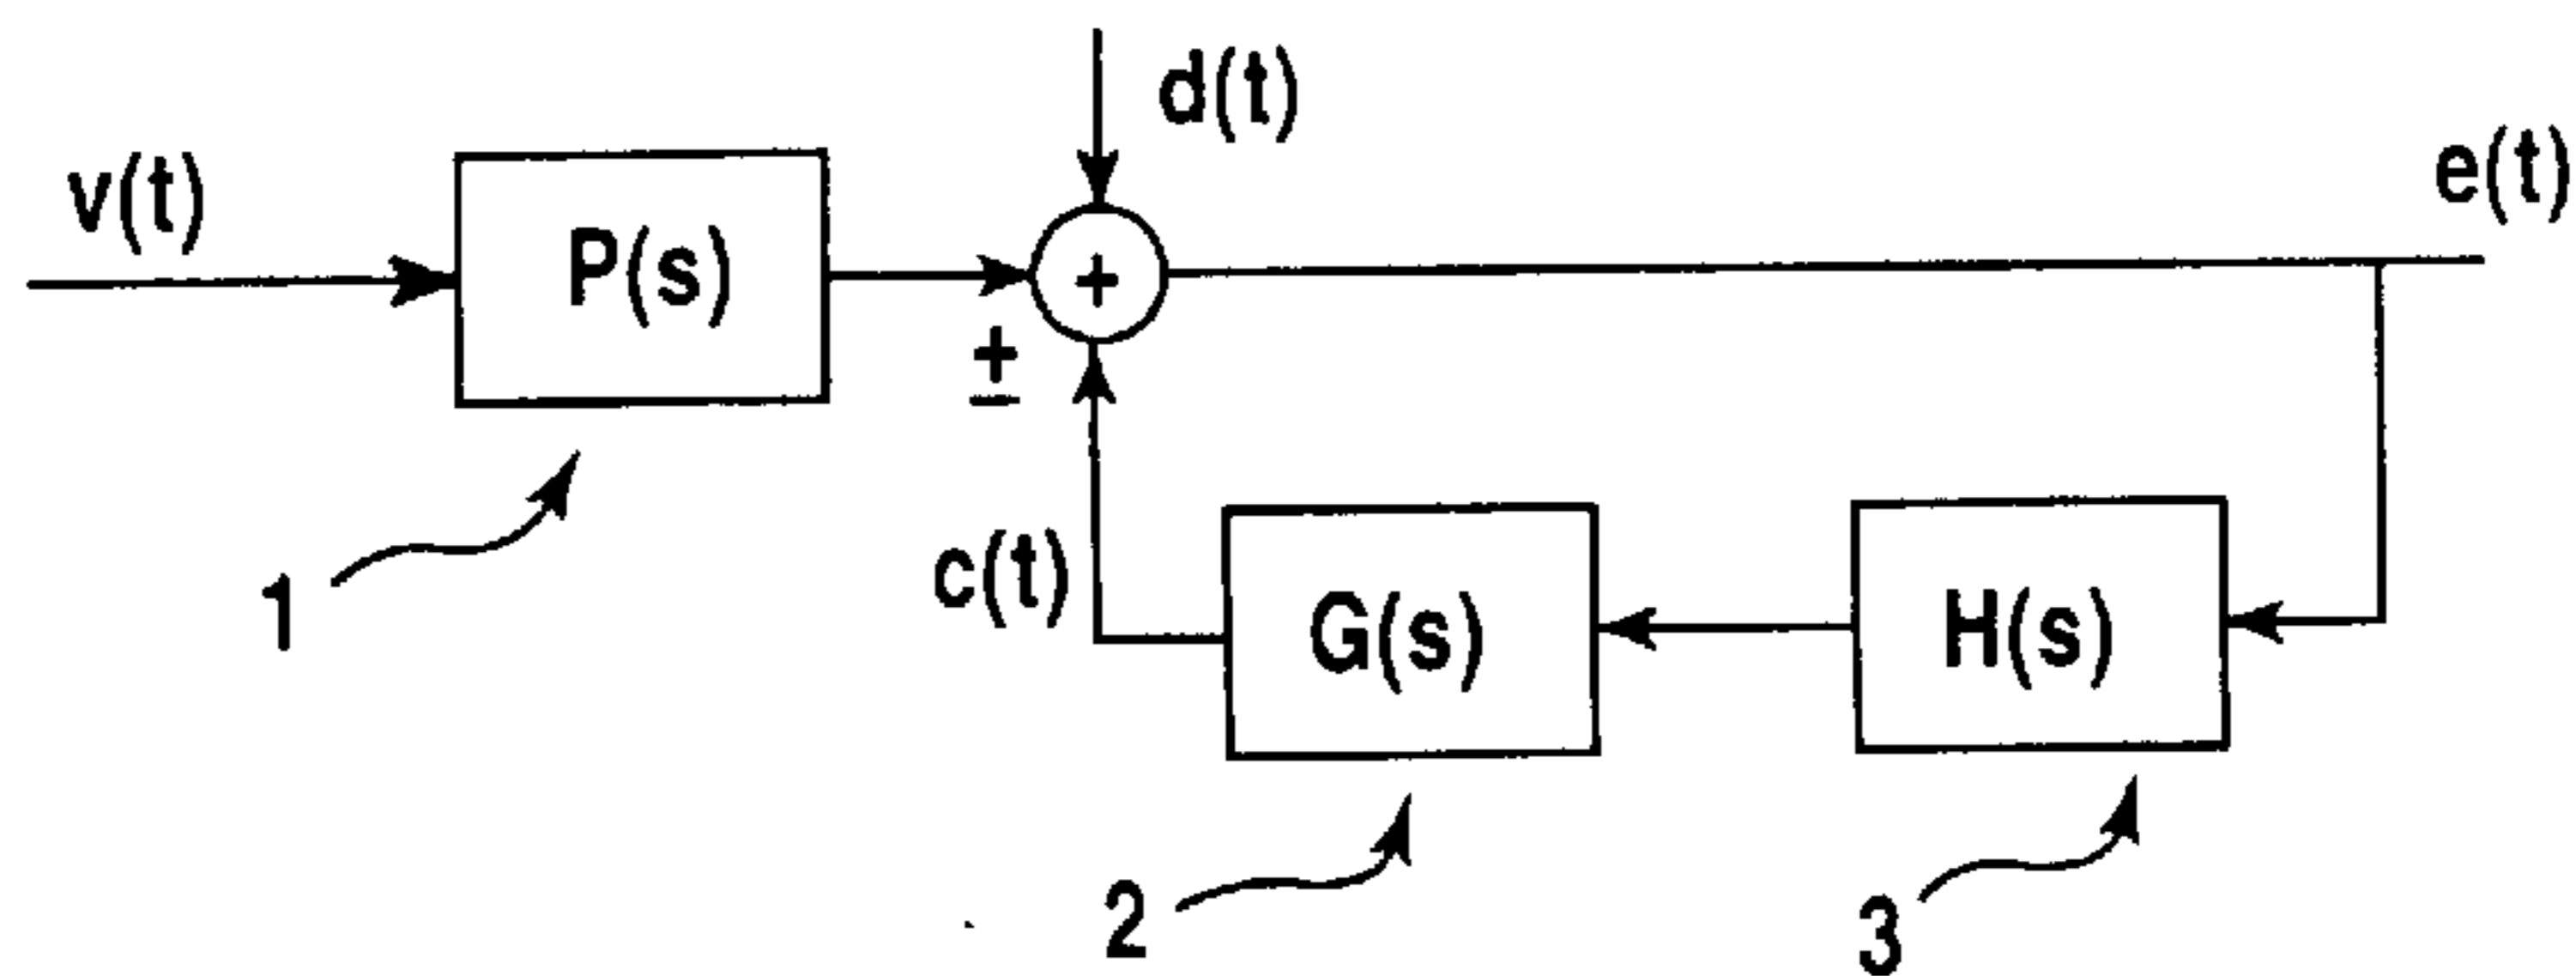 d(t)
v(t)
P(s)
+
e(t)
±
c(t)
G(s)
H(s)
1
2
3